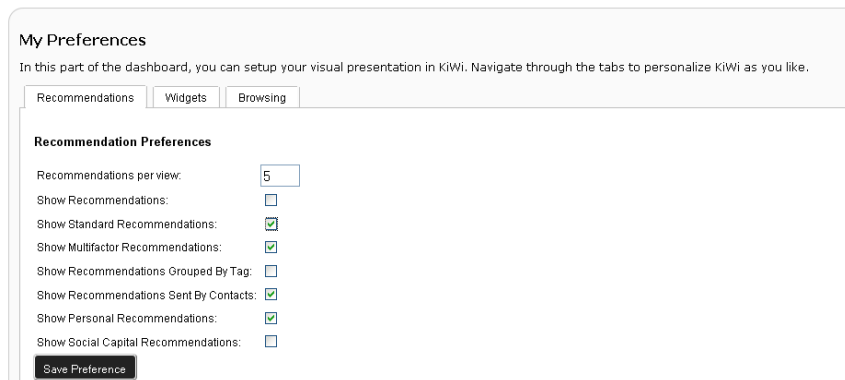 My Preferences
In this part of the dashboard, you can setup your visual presentation in KiWi. Navigate through the tabs to personalize KiWi as you like.
Recommendations Widgets Browsing
Recommendation Preferences
Recommendations per view: 5
Show Recommendations:
Show Standard Recommendations:
Show Multifactor Recommendations:
Show Recommendations Grouped By Tag:
Show Recommendations Sent By Contacts:
Show Personal Recommendations:
Show Social Capital Recommendations:
Save Preference